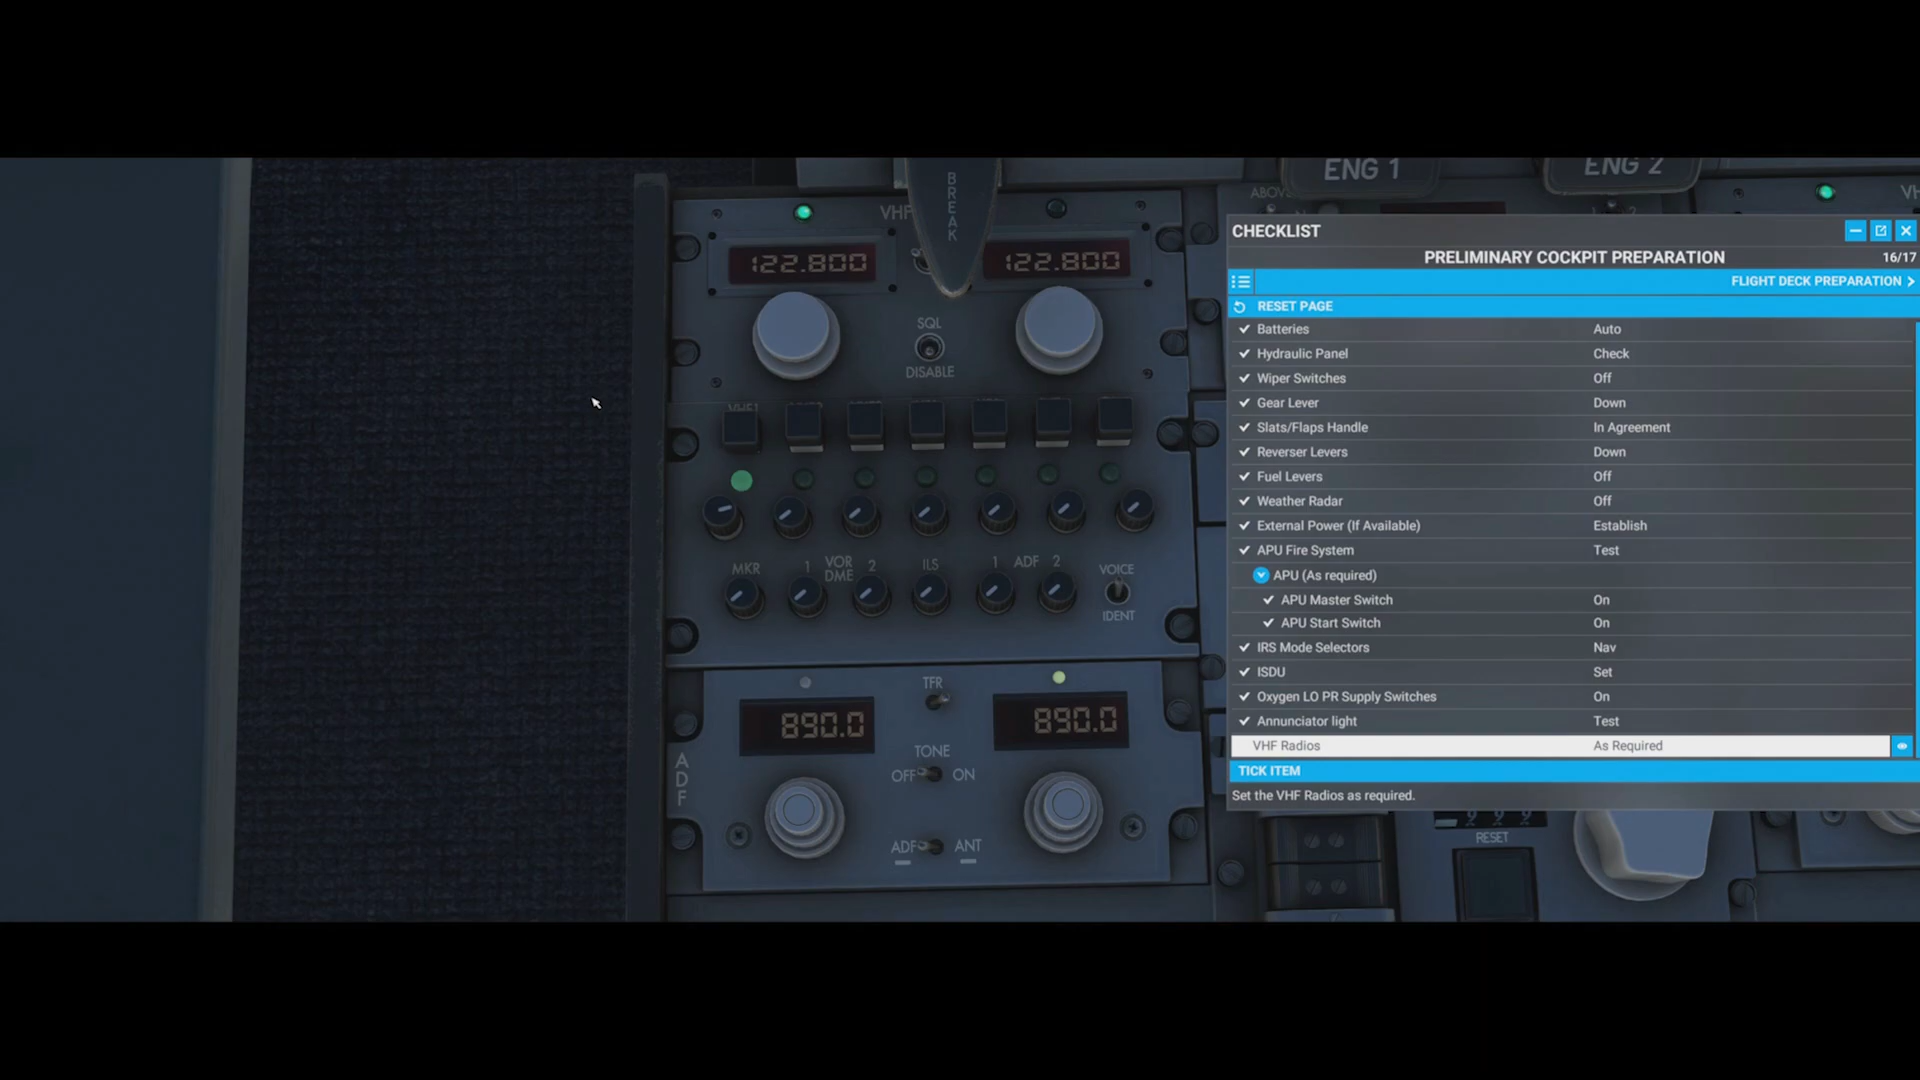 BREAK
ENG 1
ENG 2
VHF
122.800
122.800
SQL
DISABLE
MKR
1
VOR
DME
2
ILS
1
ADF
2
VOICE
IDENT
TFR
890.0
890.0
TONE
OFF
ON
ADF
ADF
ANT
CHECKLIST
PRELIMINARY COCKPIT PREPARATION
16/17
FLIGHT DECK PREPARATION >
RESET PAGE
Batteries Auto
Hydraulic Panel Check
Wiper Switches Off
Gear Lever Down
Slats/Flaps Handle In Agreement
Reverser Levers Down
Fuel Levers Off
Weather Radar Off
External Power (If Available) Establish
APU Fire System Test
APU (As required)
APU Master Switch On
APU Start Switch On
IRS Mode Selectors Nav
ISDU Set
Oxygen LO PR Supply Switches On
Annunciator light Test
VHF Radios As Required
TICK ITEM
Set the VHF Radios as required.
RESET